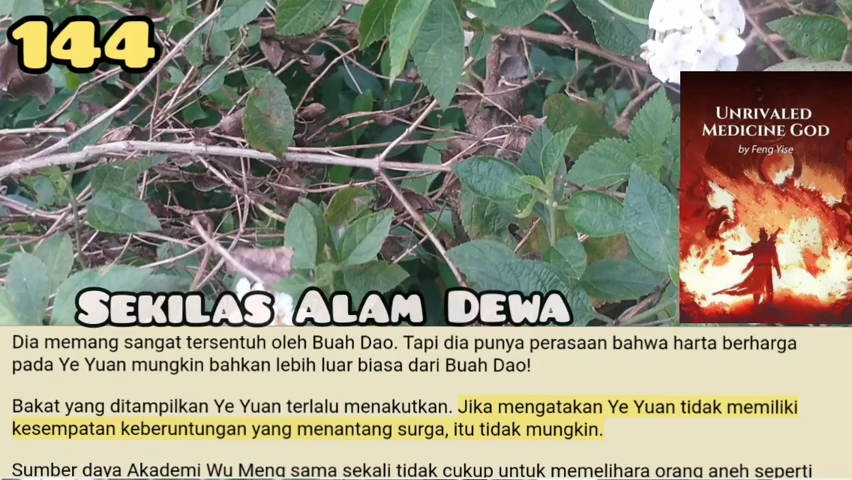 144
UNRIVALED
MEDICINE GOD
by Feng Yise
SEKILAS ALAM DEWA
Dia memang sangat tersentuh oleh Buah Dao. Tapi dia punya perasaan bahwa harta berharga
pada Ye Yuan mungkin bahkan lebih luar biasa dari Buah Dao!
Bakat yang ditampilkan Ye Yuan terlalu menakutkan. Jika mengatakan Ye Yuan tidak memiliki
kesempatan keberuntungan yang menantang surga, itu tidak mungkin.
Sumber daya Akademi Wu Meng sama sekali tidak cukup untuk memelihara orang aneh seperti